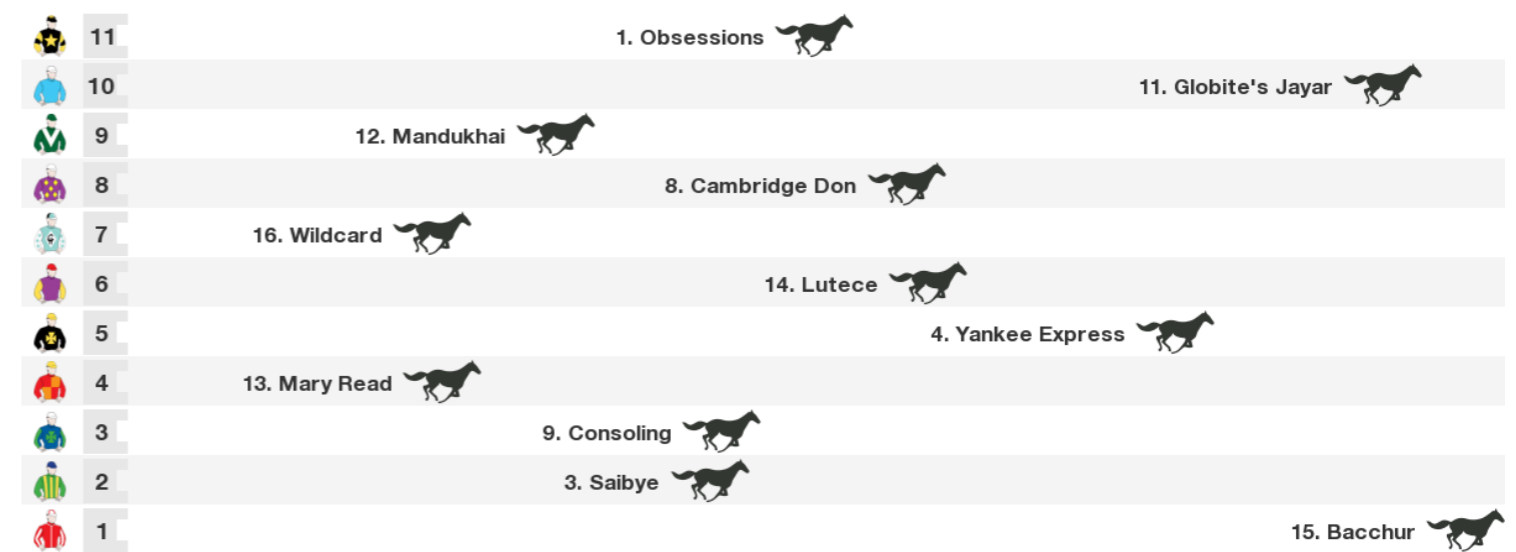 11 1. Obsessions
10 11. Globite's Jayar
9 12. Mandukhai
8 8. Cambridge Don
7 16. Wildcard
6 14. Lutece
5 4. Yankee Express
4 13. Mary Read
3 9. Consoling
2 3. Saibye
1 15. Bacchur